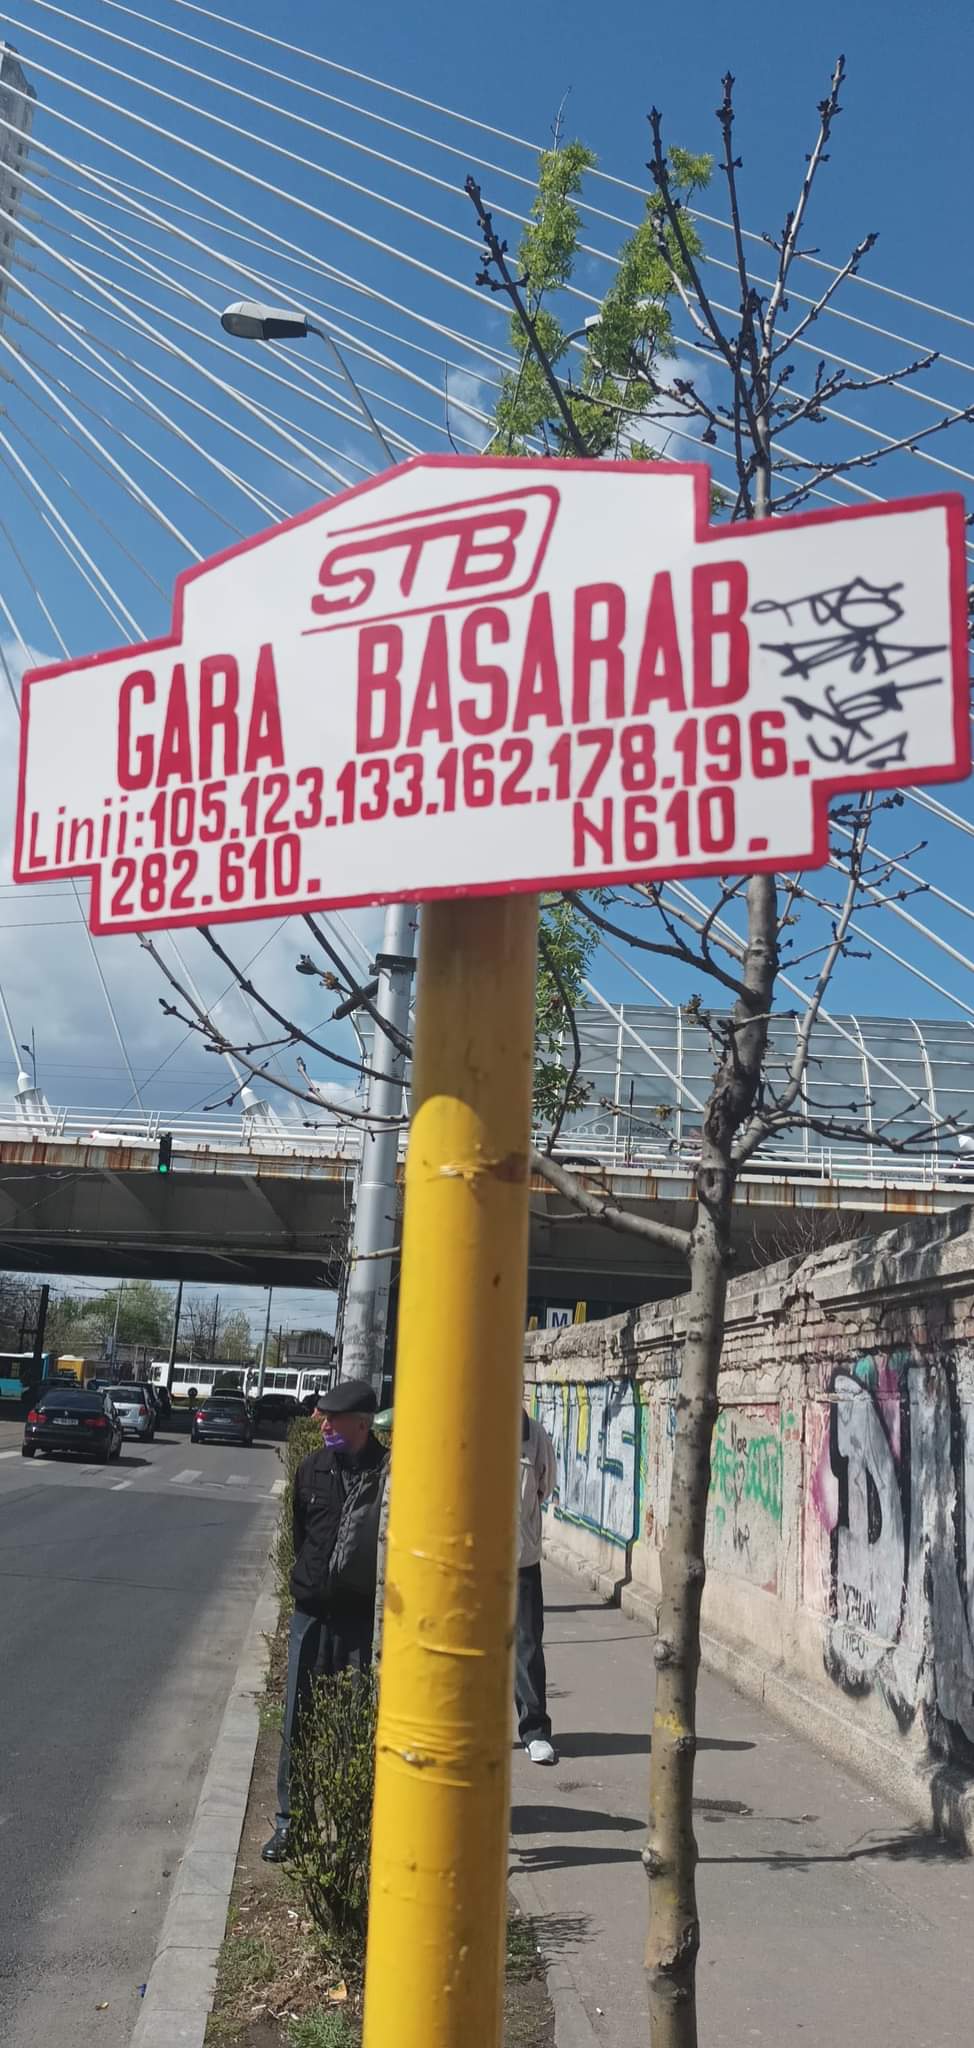 STB
GARA BASARAB
Linii:105.123.133.162.178.196.
282.610. N610.
M